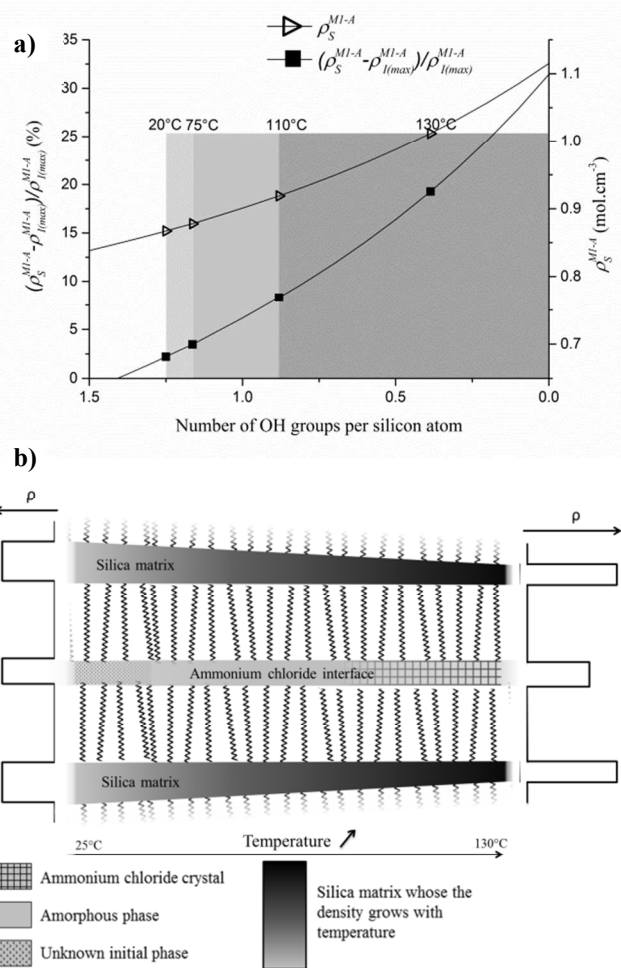 a)
ρ_S^{M1-A}
(ρ_S^{M1-A}-ρ_{I(max)}^{M1-A})/ρ_{I(max)}^{M1-A}
35
30
25
20
15
10
5
0
(ρ_S^{M1-A}-ρ_{I(max)}^{M1-A})/ρ_{I(max)}^{M1-A} (%)
20°C 75°C 110°C 130°C
1.1
1.0
0.9
0.8
0.7
ρ_S^{M1-A} (mol.cm^{-3})
1.5 1.0 0.5 0.0
Number of OH groups per silicon atom
b)
ρ
ρ
Silica matrix
Ammonium chloride interface
Silica matrix
25°C
Temperature
130°C
Ammonium chloride crystal
Amorphous phase
Unknown initial phase
Silica matrix whose the
density grows with
temperature